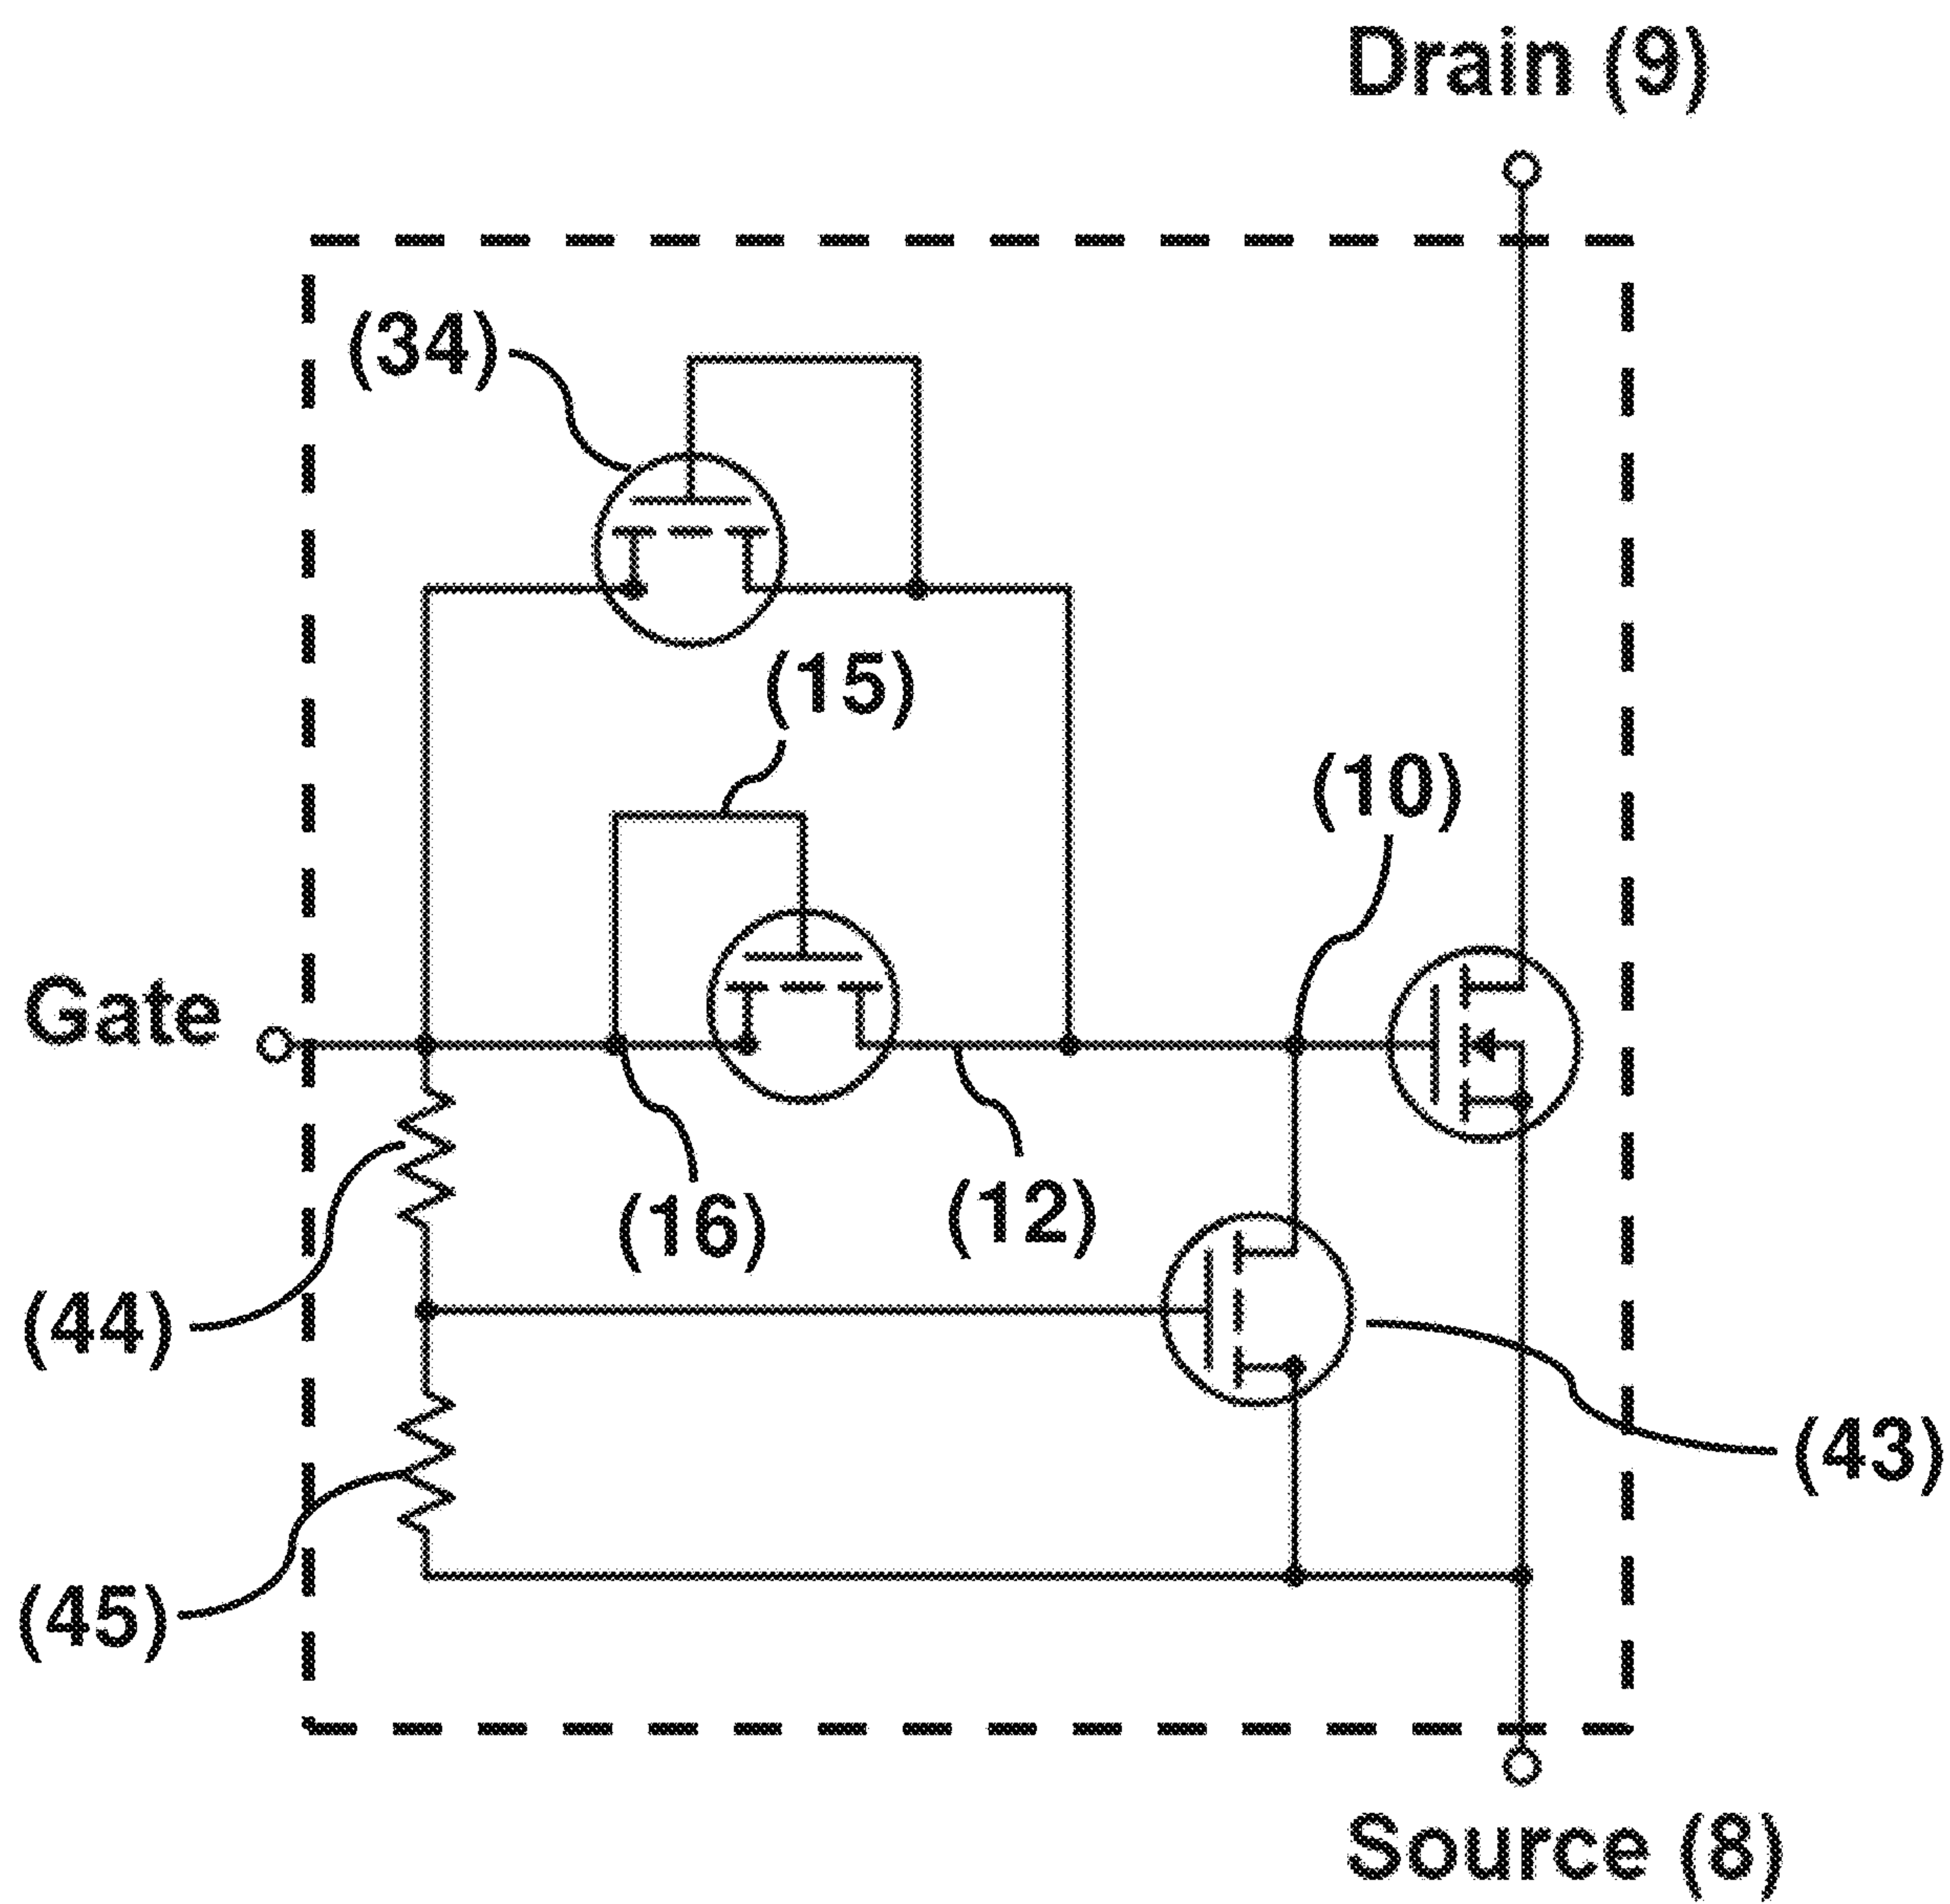 Drain (9)
(34)
(15)
(10)
Gate
(16)
(12)
(44)
(43)
(45)
Source (8)